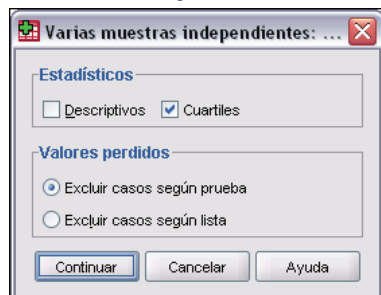 Varias muestras independientes: ...
Estadísticos
Descriptivos Cuartiles
Valores perdidos
Excluir casos según prueba
Excluir casos según lista
Continuar Cancelar Ayuda